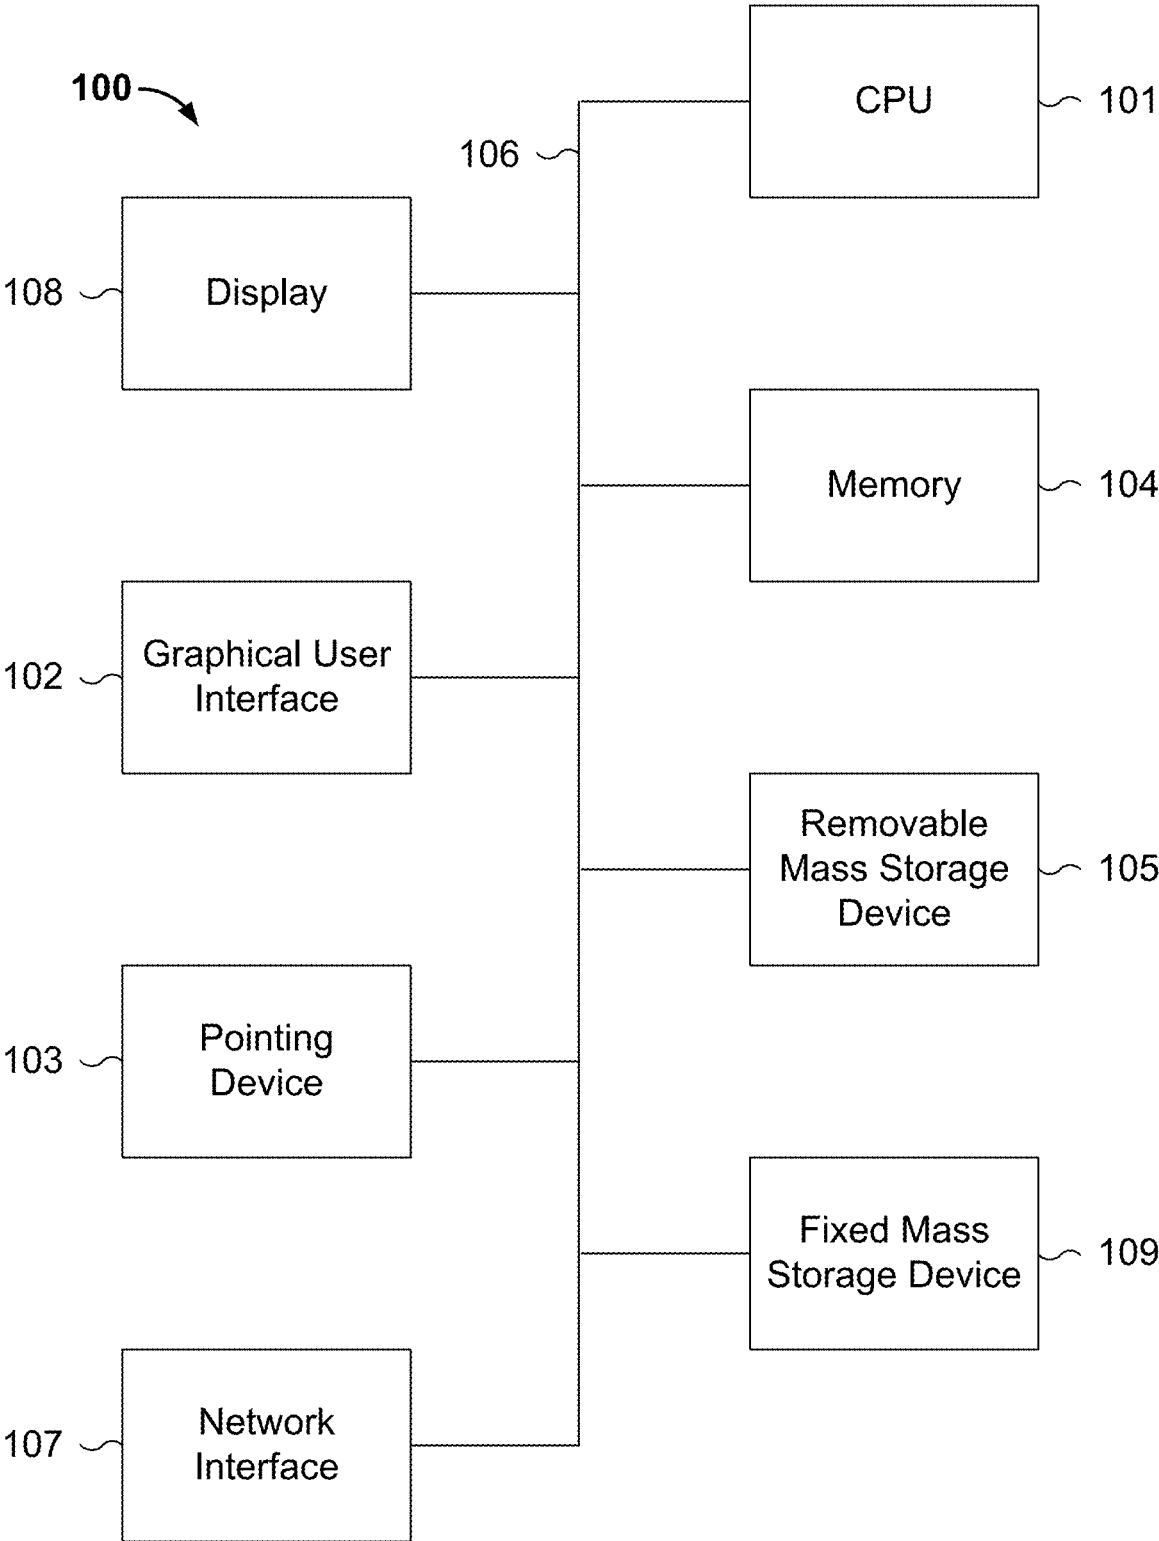 100
106
CPU
101
108
Display
Memory
104
102
Graphical User
Interface
Removable
Mass Storage
Device
105
103
Pointing
Device
Fixed Mass
Storage Device
109
107
Network
Interface